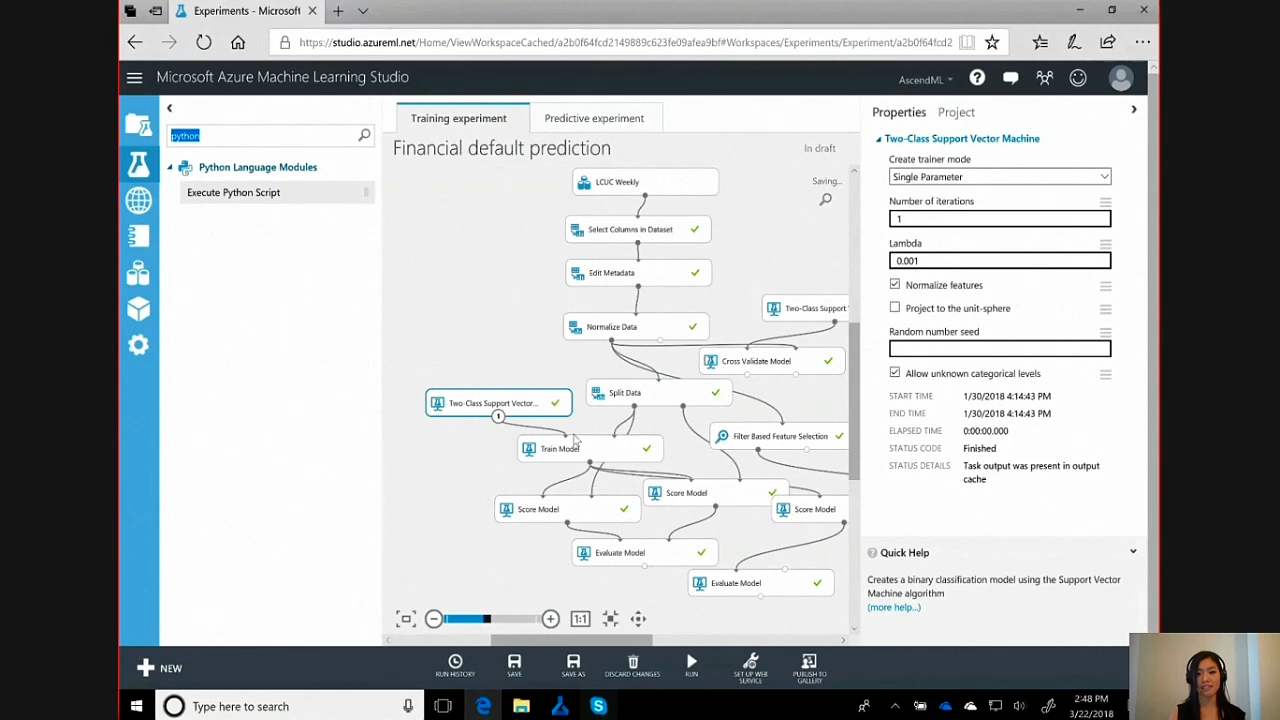 Experiments - Microsoft
https://studio.azureml.net/Home/ViewWorkspaceCached/a2b0f64fcd2149889c623fe09afea9bf#Workspaces/Experiments/Experiment/a2b0f64fcd2
Microsoft Azure Machine Learning Studio
AscendML
python
Python Language Modules
Execute Python Script
Training experiment
Predictive experiment
Financial default prediction
In draft
Saving...
LCUC Weekly
Select Columns in Dataset
Edit Metadata
Two-Class Support
Normalize Data
Cross Validate Model
Split Data
Two-Class Support Vector...
1
Filter Based Feature Selection
Train Model
Score Model
Score Model
Score Model
Evaluate Model
Evaluate Model
1:1
Properties
Project
Two-Class Support Vector Machine
Create trainer mode
Single Parameter
Number of iterations
1
Lambda
0.001
Normalize features
Project to the unit-sphere
Random number seed
Allow unknown categorical levels
START TIME 1/30/2018 4:14:43 PM
END TIME 1/30/2018 4:14:43 PM
ELAPSED TIME 0:00:00.000
STATUS CODE Finished
STATUS DETAILS Task output was present in output
cache
Quick Help
Creates a binary classification model using the Support Vector
Machine algorithm
(more help...)
NEW
RUN HISTORY
SAVE
SAVE AS
DISCARD CHANGES
RUN
SET UP WEB
SERVICE
PUBLISH TO
GALLERY
Type here to search
2:48 PM
3/22/2018